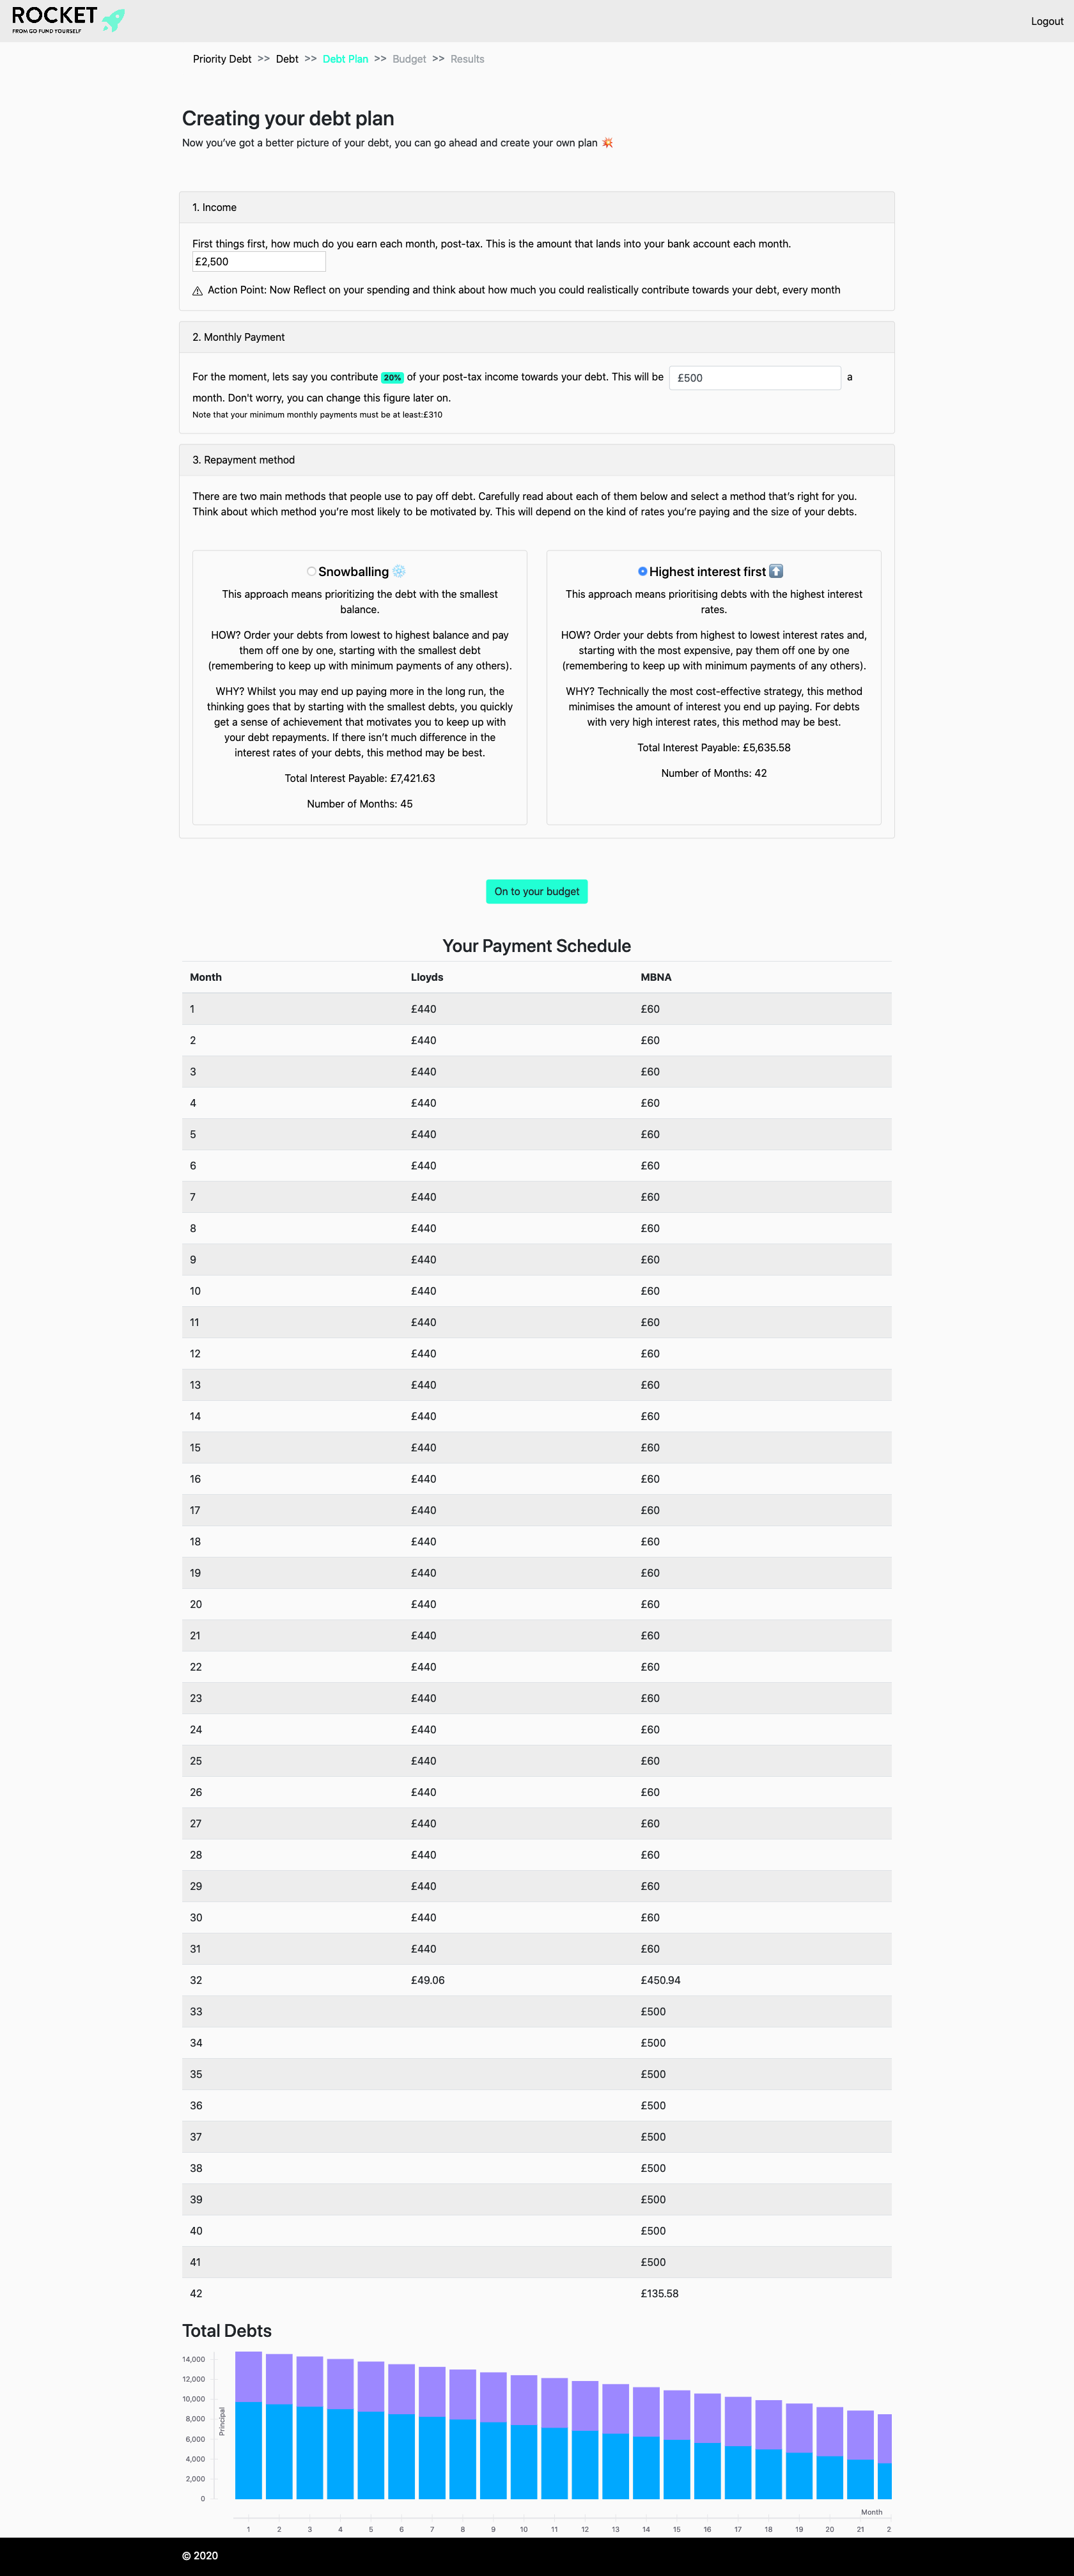 ROCKET
FROM GO FUND YOURSELF
Logout
Priority Debt >> Debt >> Debt Plan >> Budget >> Results
Creating your debt plan
Now you’ve got a better picture of your debt, you can go ahead and create your own plan 💥
1. Income
First things first, how much do you earn each month, post-tax. This is the amount that lands into your bank account each month.
£2,500
⚠ Action Point: Now Reflect on your spending and think about how much you could realistically contribute towards your debt, every month
2. Monthly Payment
For the moment, lets say you contribute 20% of your post-tax income towards your debt. This will be £500 a
month. Don't worry, you can change this figure later on.
Note that your minimum monthly payments must be at least:£310
3. Repayment method
There are two main methods that people use to pay off debt. Carefully read about each of them below and select a method that’s right for you.
Think about which method you’re most likely to be motivated by. This will depend on the kind of rates you’re paying and the size of your debts.
Snowballing ❄️
This approach means prioritizing the debt with the smallest
balance.
HOW? Order your debts from lowest to highest balance and pay
them off one by one, starting with the smallest debt
(remembering to keep up with minimum payments of any others).
WHY? Whilst you may end up paying more in the long run, the
thinking goes that by starting with the smallest debts, you quickly
get a sense of achievement that motivates you to keep up with
your debt repayments. If there isn’t much difference in the
interest rates of your debts, this method may be best.
Total Interest Payable: £7,421.63
Number of Months: 45
Highest interest first ⬆️
This approach means prioritising debts with the highest interest
rates.
HOW? Order your debts from highest to lowest interest rates and,
starting with the most expensive, pay them off one by one
(remembering to keep up with minimum payments of any others).
WHY? Technically the most cost-effective strategy, this method
minimises the amount of interest you end up paying. For debts
with very high interest rates, this method may be best.
Total Interest Payable: £5,635.58
Number of Months: 42
On to your budget
Your Payment Schedule
Month Lloyds MBNA
1 £440 £60
2 £440 £60
3 £440 £60
4 £440 £60
5 £440 £60
6 £440 £60
7 £440 £60
8 £440 £60
9 £440 £60
10 £440 £60
11 £440 £60
12 £440 £60
13 £440 £60
14 £440 £60
15 £440 £60
16 £440 £60
17 £440 £60
18 £440 £60
19 £440 £60
20 £440 £60
21 £440 £60
22 £440 £60
23 £440 £60
24 £440 £60
25 £440 £60
26 £440 £60
27 £440 £60
28 £440 £60
29 £440 £60
30 £440 £60
31 £440 £60
32 £49.06 £450.94
33 £500
34 £500
35 £500
36 £500
37 £500
38 £500
39 £500
40 £500
41 £500
42 £135.58
Total Debts
14,000
12,000
10,000
8,000
6,000
4,000
2,000
0
Principal
Month
1 2 3 4 5 6 7 8 9 10 11 12 13 14 15 16 17 18 19 20 21 2
© 2020